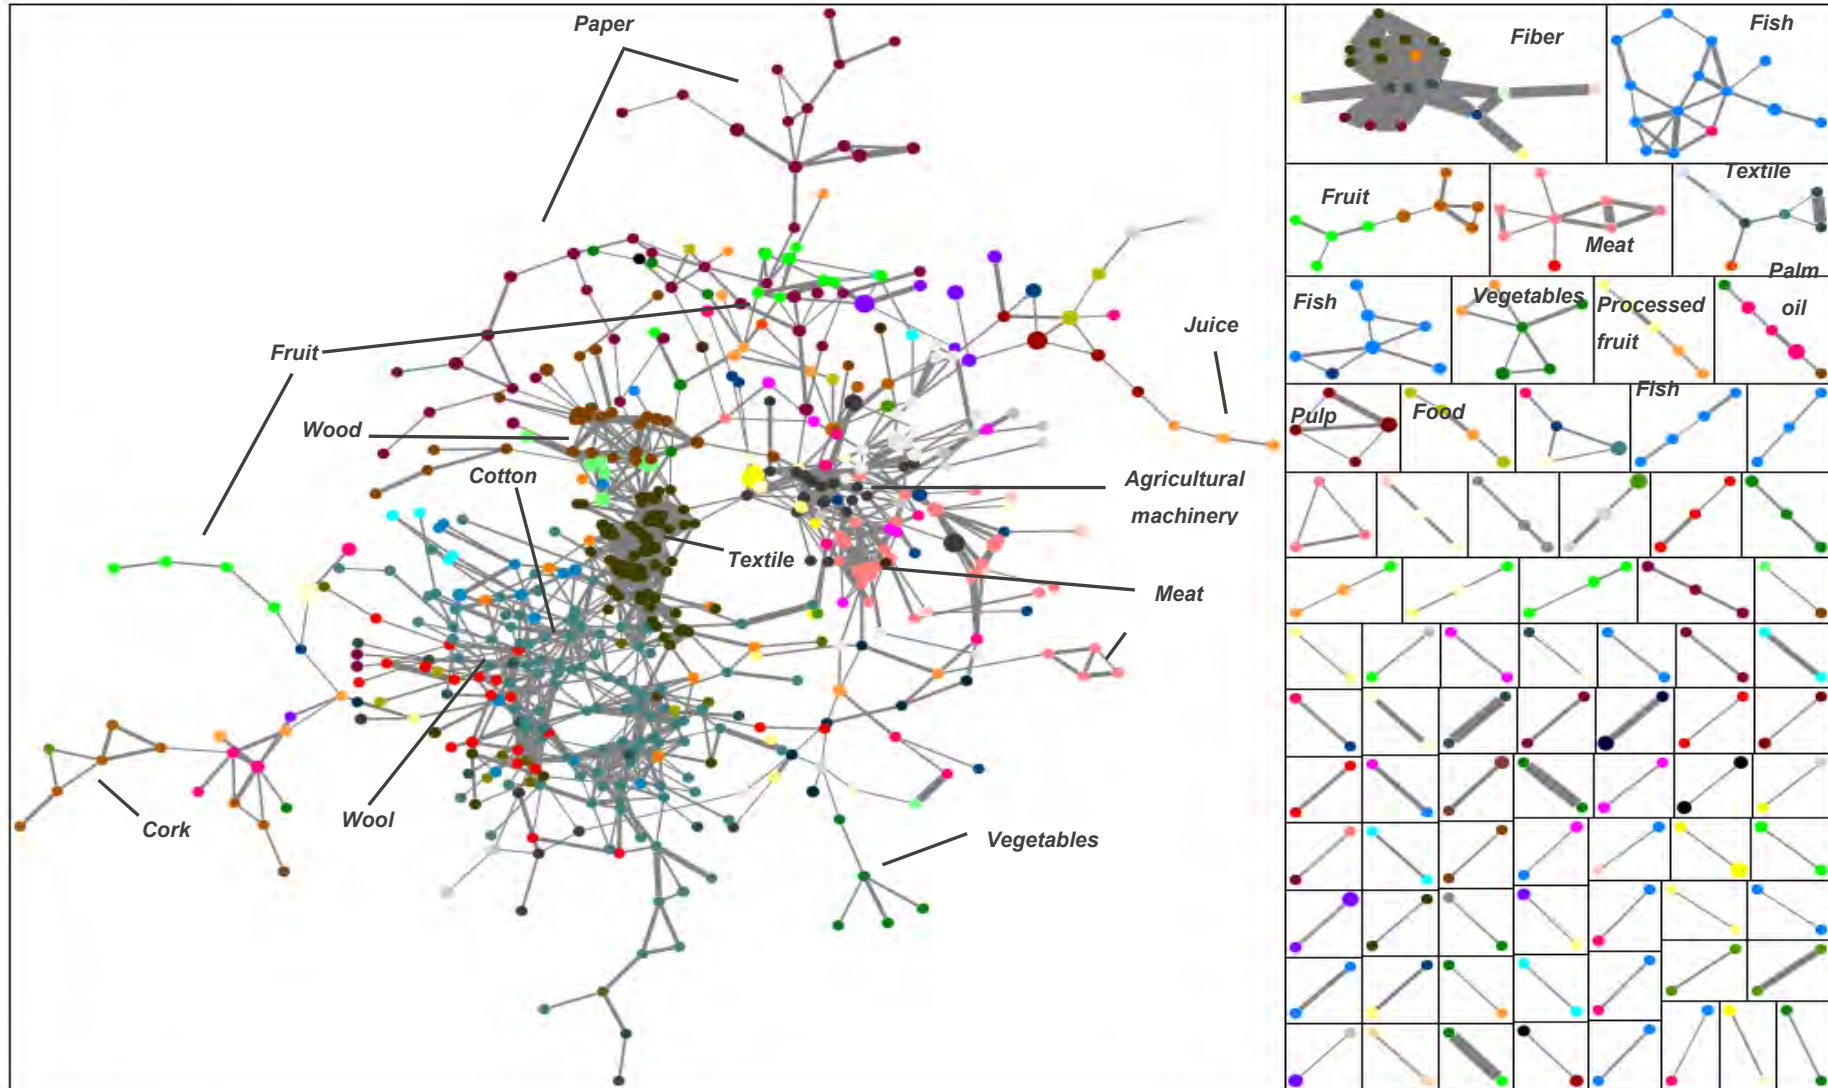 Paper
Fruit
Wood
Cotton
Textile
Juice
Agricultural
machinery
Meat
Cork
Wool
Vegetables
Fiber
Fish
Fruit
Meat
Textile
Fish
Vegetables
Processed
fruit
Palm
oil
Pulp
Food
Fish